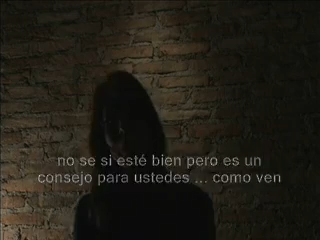 no se si esté bien pero es un
consejo para ustedes ... como ven